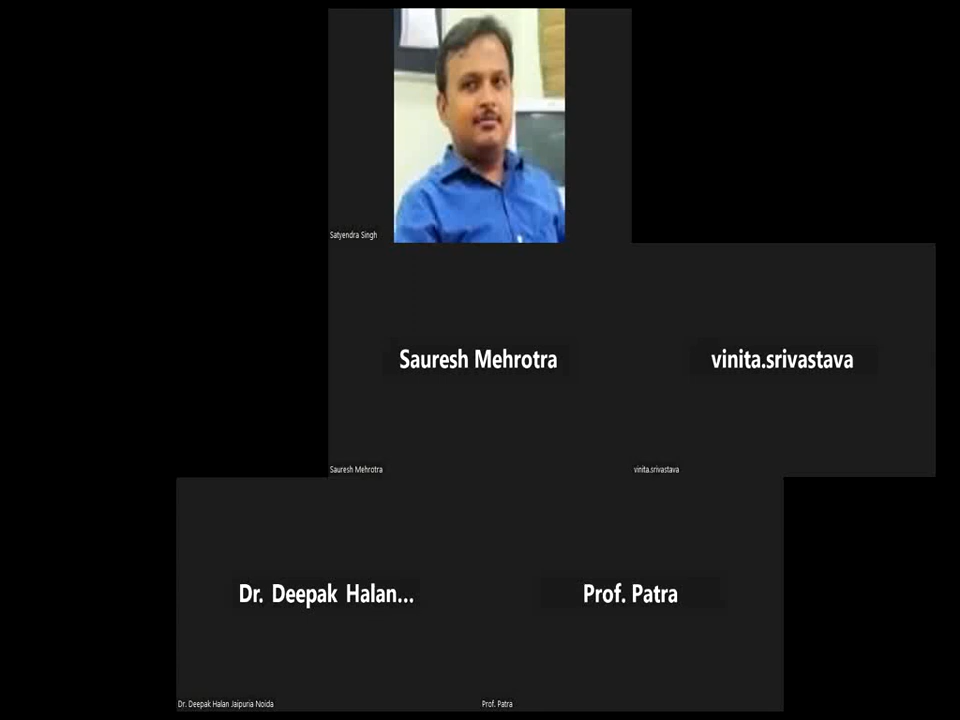 Satyendra Singh
Sauresh Mehrotra
vinita.srivastava
Sauresh Mehrotra
vinita.srivastava
Dr. Deepak Halan...
Prof. Patra
Dr. Deepak Halan Jaipuria Noida
Prof. Patra